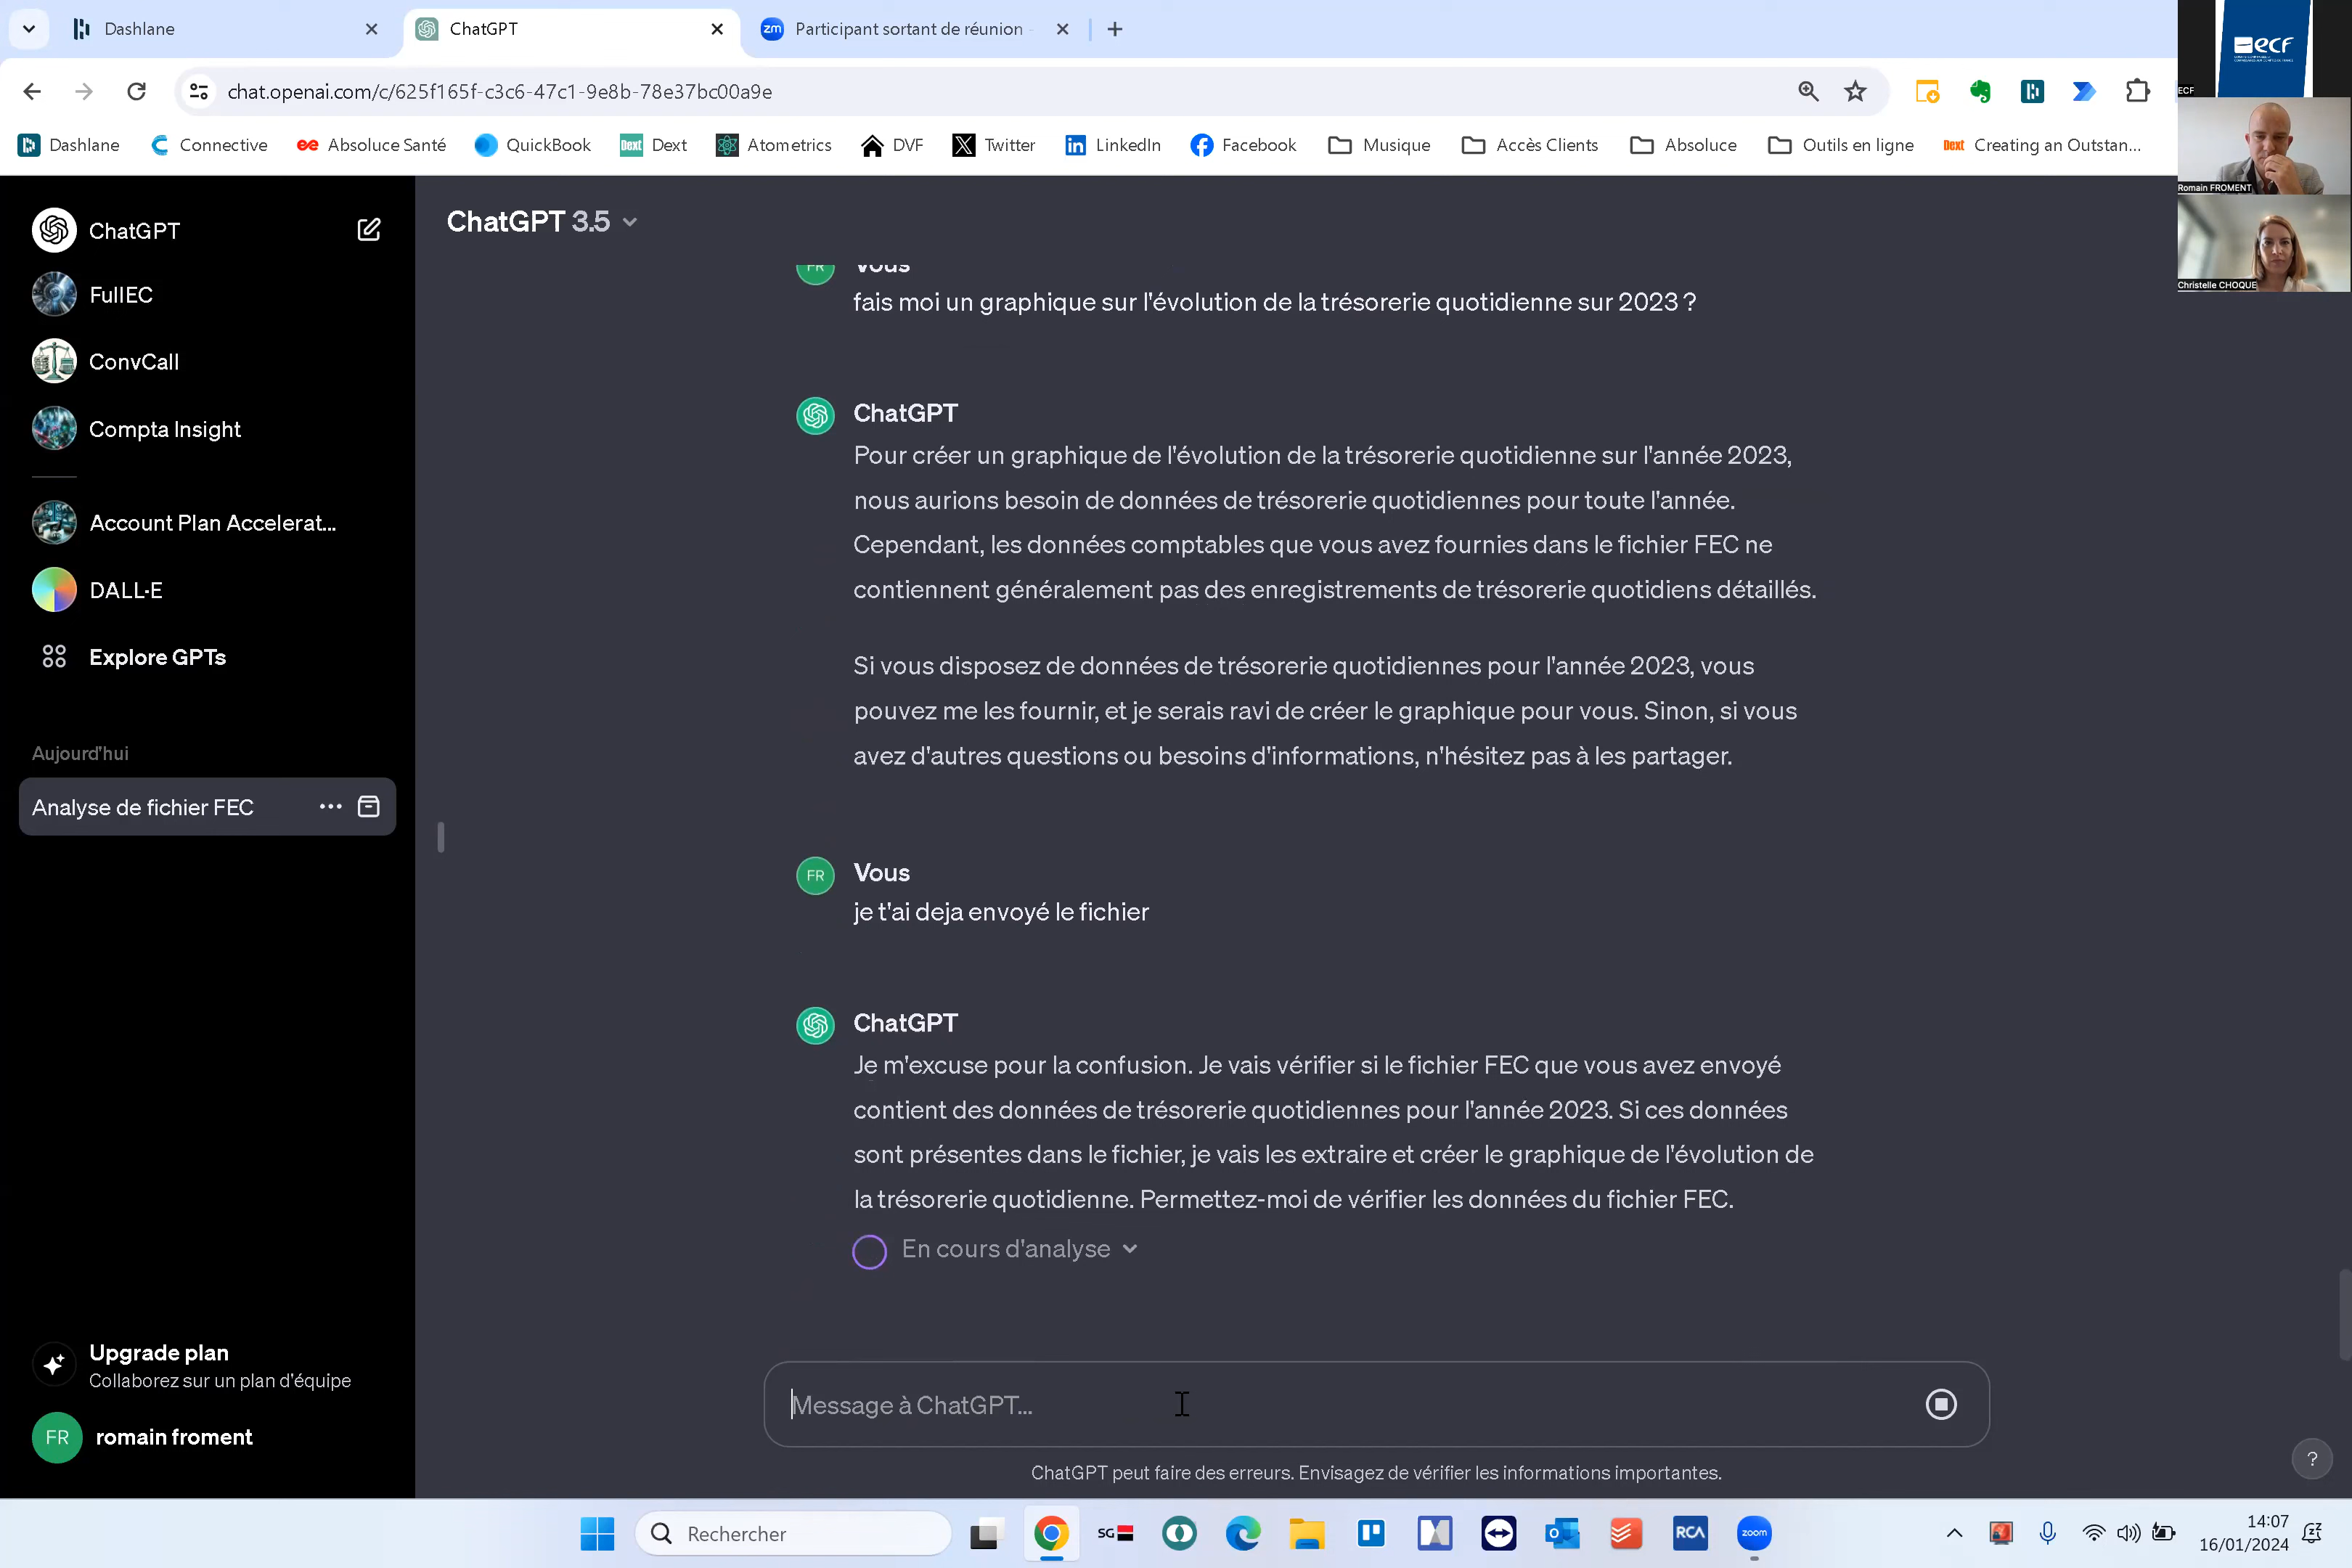 Dashlane
ChatGPT
zm
Participant sortant de réunion
chat.openai.com/c/625f165f-c3c6-47c1-9e8b-78e37bc00a9e
Dashlane
Connective
Absoluce Santé
QuickBook
Dext
Dext
Atometrics
DVF
Twitter
LinkedIn
Facebook
Musique
Accès Clients
Absoluce
Outils en ligne
Dext
Creating an Outstan...
ecf
ECF
Romain FROMENT
Christelle CHOQUE
ChatGPT
FullEC
ConvCall
Compta Insight
Account Plan Accelerat...
DALL·E
Explore GPTs
Aujourd'hui
Analyse de fichier FEC
Upgrade plan
Collaborez sur un plan d'équipe
FR
romain froment
ChatGPT 3.5
FR
Vous
fais moi un graphique sur l'évolution de la trésorerie quotidienne sur 2023 ?
ChatGPT
Pour créer un graphique de l'évolution de la trésorerie quotidienne sur l'année 2023,
nous aurions besoin de données de trésorerie quotidiennes pour toute l'année.
Cependant, les données comptables que vous avez fournies dans le fichier FEC ne
contiennent généralement pas des enregistrements de trésorerie quotidiens détaillés.
Si vous disposez de données de trésorerie quotidiennes pour l'année 2023, vous
pouvez me les fournir, et je serais ravi de créer le graphique pour vous. Sinon, si vous
avez d'autres questions ou besoins d'informations, n'hésitez pas à les partager.
FR
Vous
je t'ai deja envoyé le fichier
ChatGPT
Je m'excuse pour la confusion. Je vais vérifier si le fichier FEC que vous avez envoyé
contient des données de trésorerie quotidiennes pour l'année 2023. Si ces données
sont présentes dans le fichier, je vais les extraire et créer le graphique de l'évolution de
la trésorerie quotidienne. Permettez-moi de vérifier les données du fichier FEC.
En cours d'analyse
Message à ChatGPT...
ChatGPT peut faire des erreurs. Envisagez de vérifier les informations importantes.
?
Rechercher
SG
RCA
zoom
14:07
16/01/2024